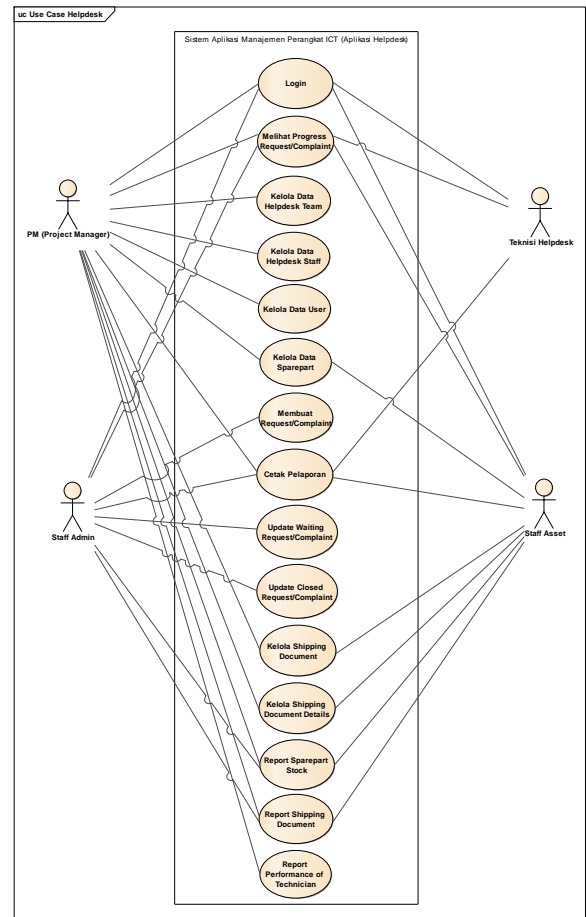 uc Use Case Helpdesk
Sistem Aplikasi Manajemen Perangkat ICT (Aplikasi Helpdesk)
Login
Melihat Progress
Request/Complaint
Kelola Data
Helpdesk Team
PM (Project Manager)
Teknisi Helpdesk
Kelola Data
Helpdesk Staff
Kelola Data User
Kelola Data
Sparepart
Membuat
Request/Complaint
Cetak Pelaporan
Staff Admin
Staff Asset
Update Waiting
Request/Complaint
Update Closed
Request/Complaint
Kelola Shipping
Document
Kelola Shipping
Document Details
Report Sparepart
Stock
Report Shipping
Document
Report
Performance of
Technician